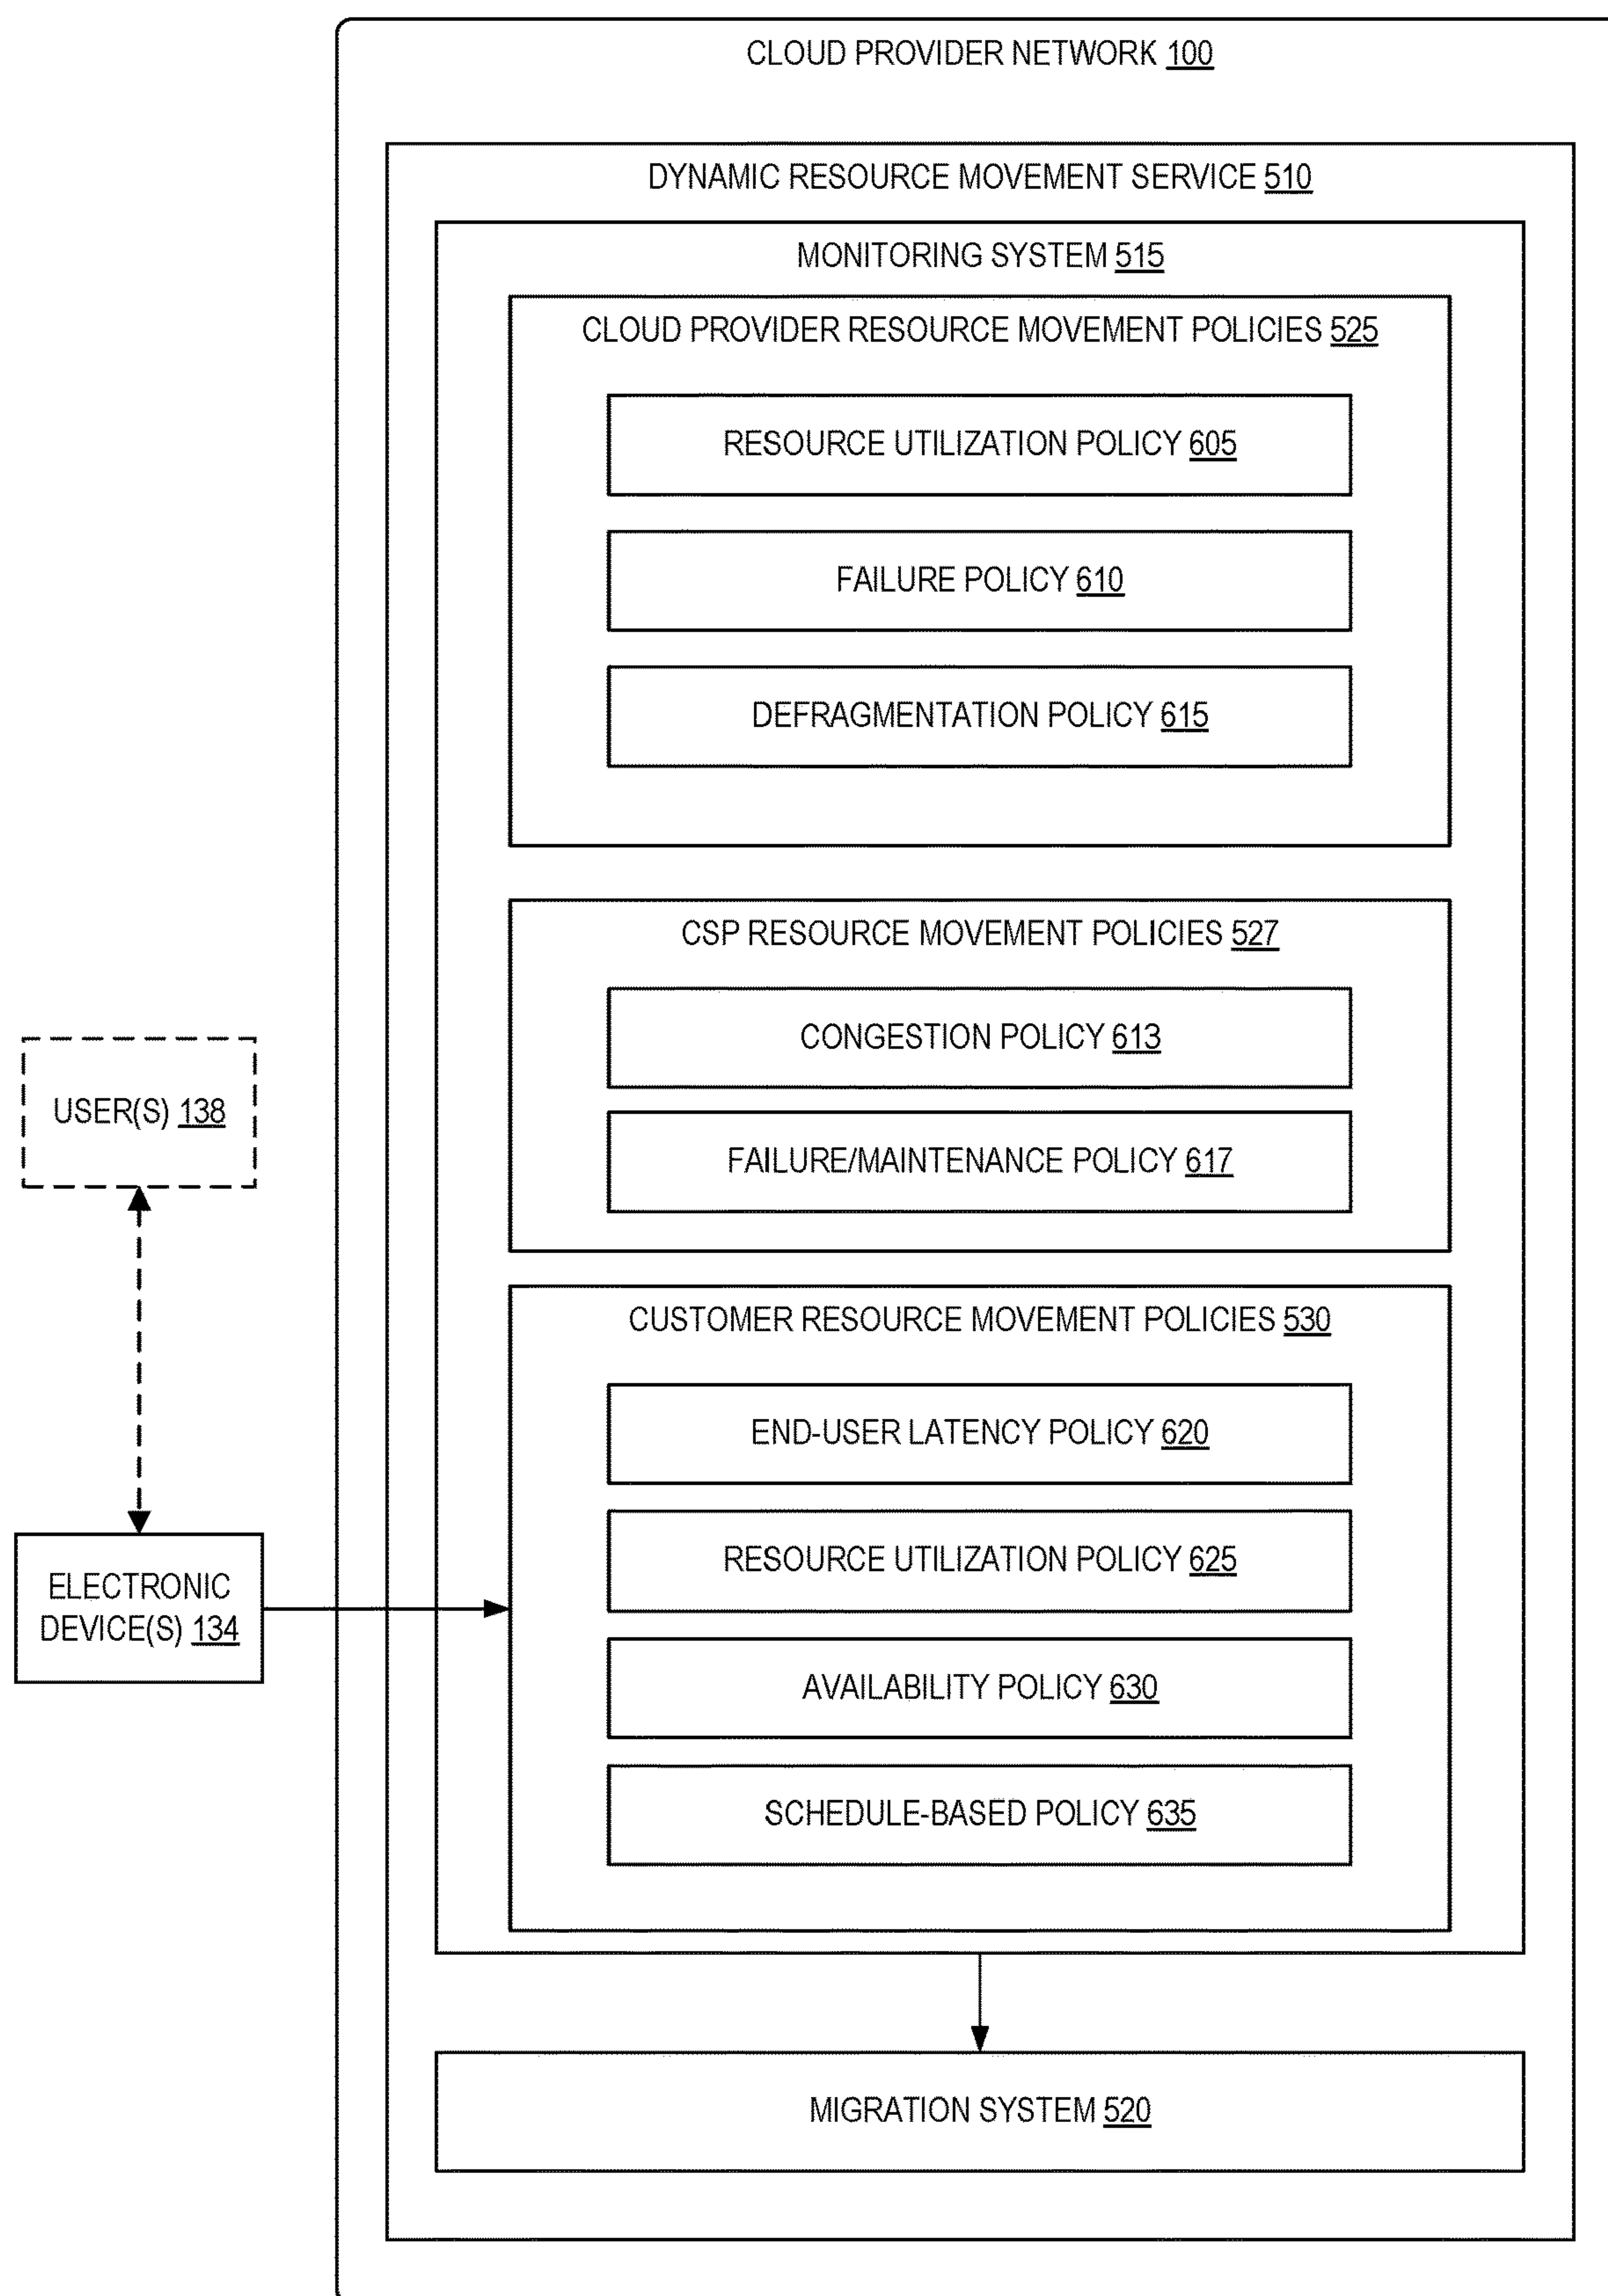 CLOUD PROVIDER NETWORK 100
DYNAMIC RESOURCE MOVEMENT SERVICE 510
MONITORING SYSTEM 515
CLOUD PROVIDER RESOURCE MOVEMENT POLICIES 525
RESOURCE UTILIZATION POLICY 605
FAILURE POLICY 610
DEFRAGMENTATION POLICY 615
CSP RESOURCE MOVEMENT POLICIES 527
CONGESTION POLICY 613
FAILURE/MAINTENANCE POLICY 617
USER(S) 138
ELECTRONIC
DEVICE(S) 134
CUSTOMER RESOURCE MOVEMENT POLICIES 530
END-USER LATENCY POLICY 620
RESOURCE UTILIZATION POLICY 625
AVAILABILITY POLICY 630
SCHEDULE-BASED POLICY 635
MIGRATION SYSTEM 520